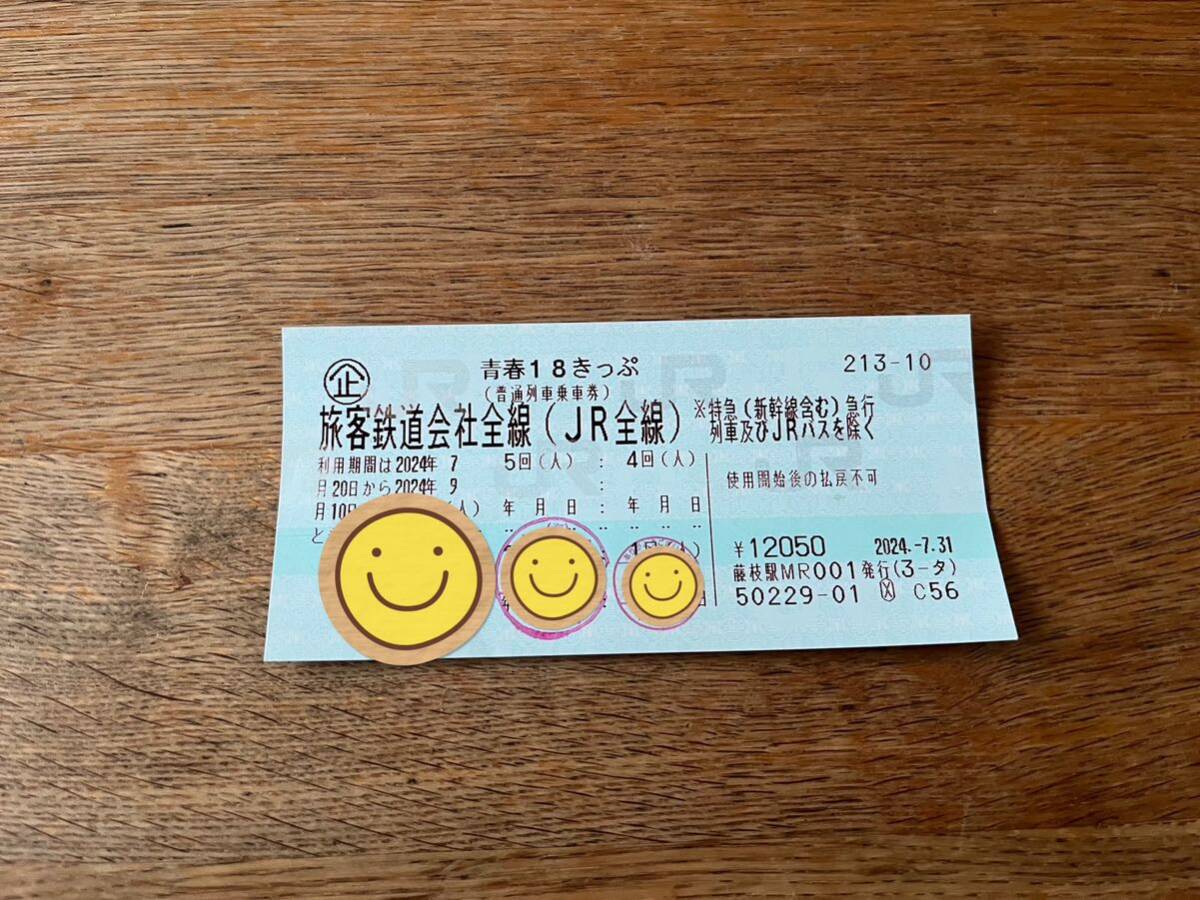 企 青春18きっぷ 213-10
(普通列車乗車券)
旅客鉄道会社全線(JR全線) ※特急(新幹線含む)急行
列車及びJRバスを除く
利用期間は2024年 7 5回(人) : 4回(人)
月20日から2024年 9 : 使用開始後の払戻不可
月10日 人) 年 月 日 : 年 月 日
と
¥12050 2024.-7.31
藤枝駅MR001発行(3-タ)
50229-01 C56